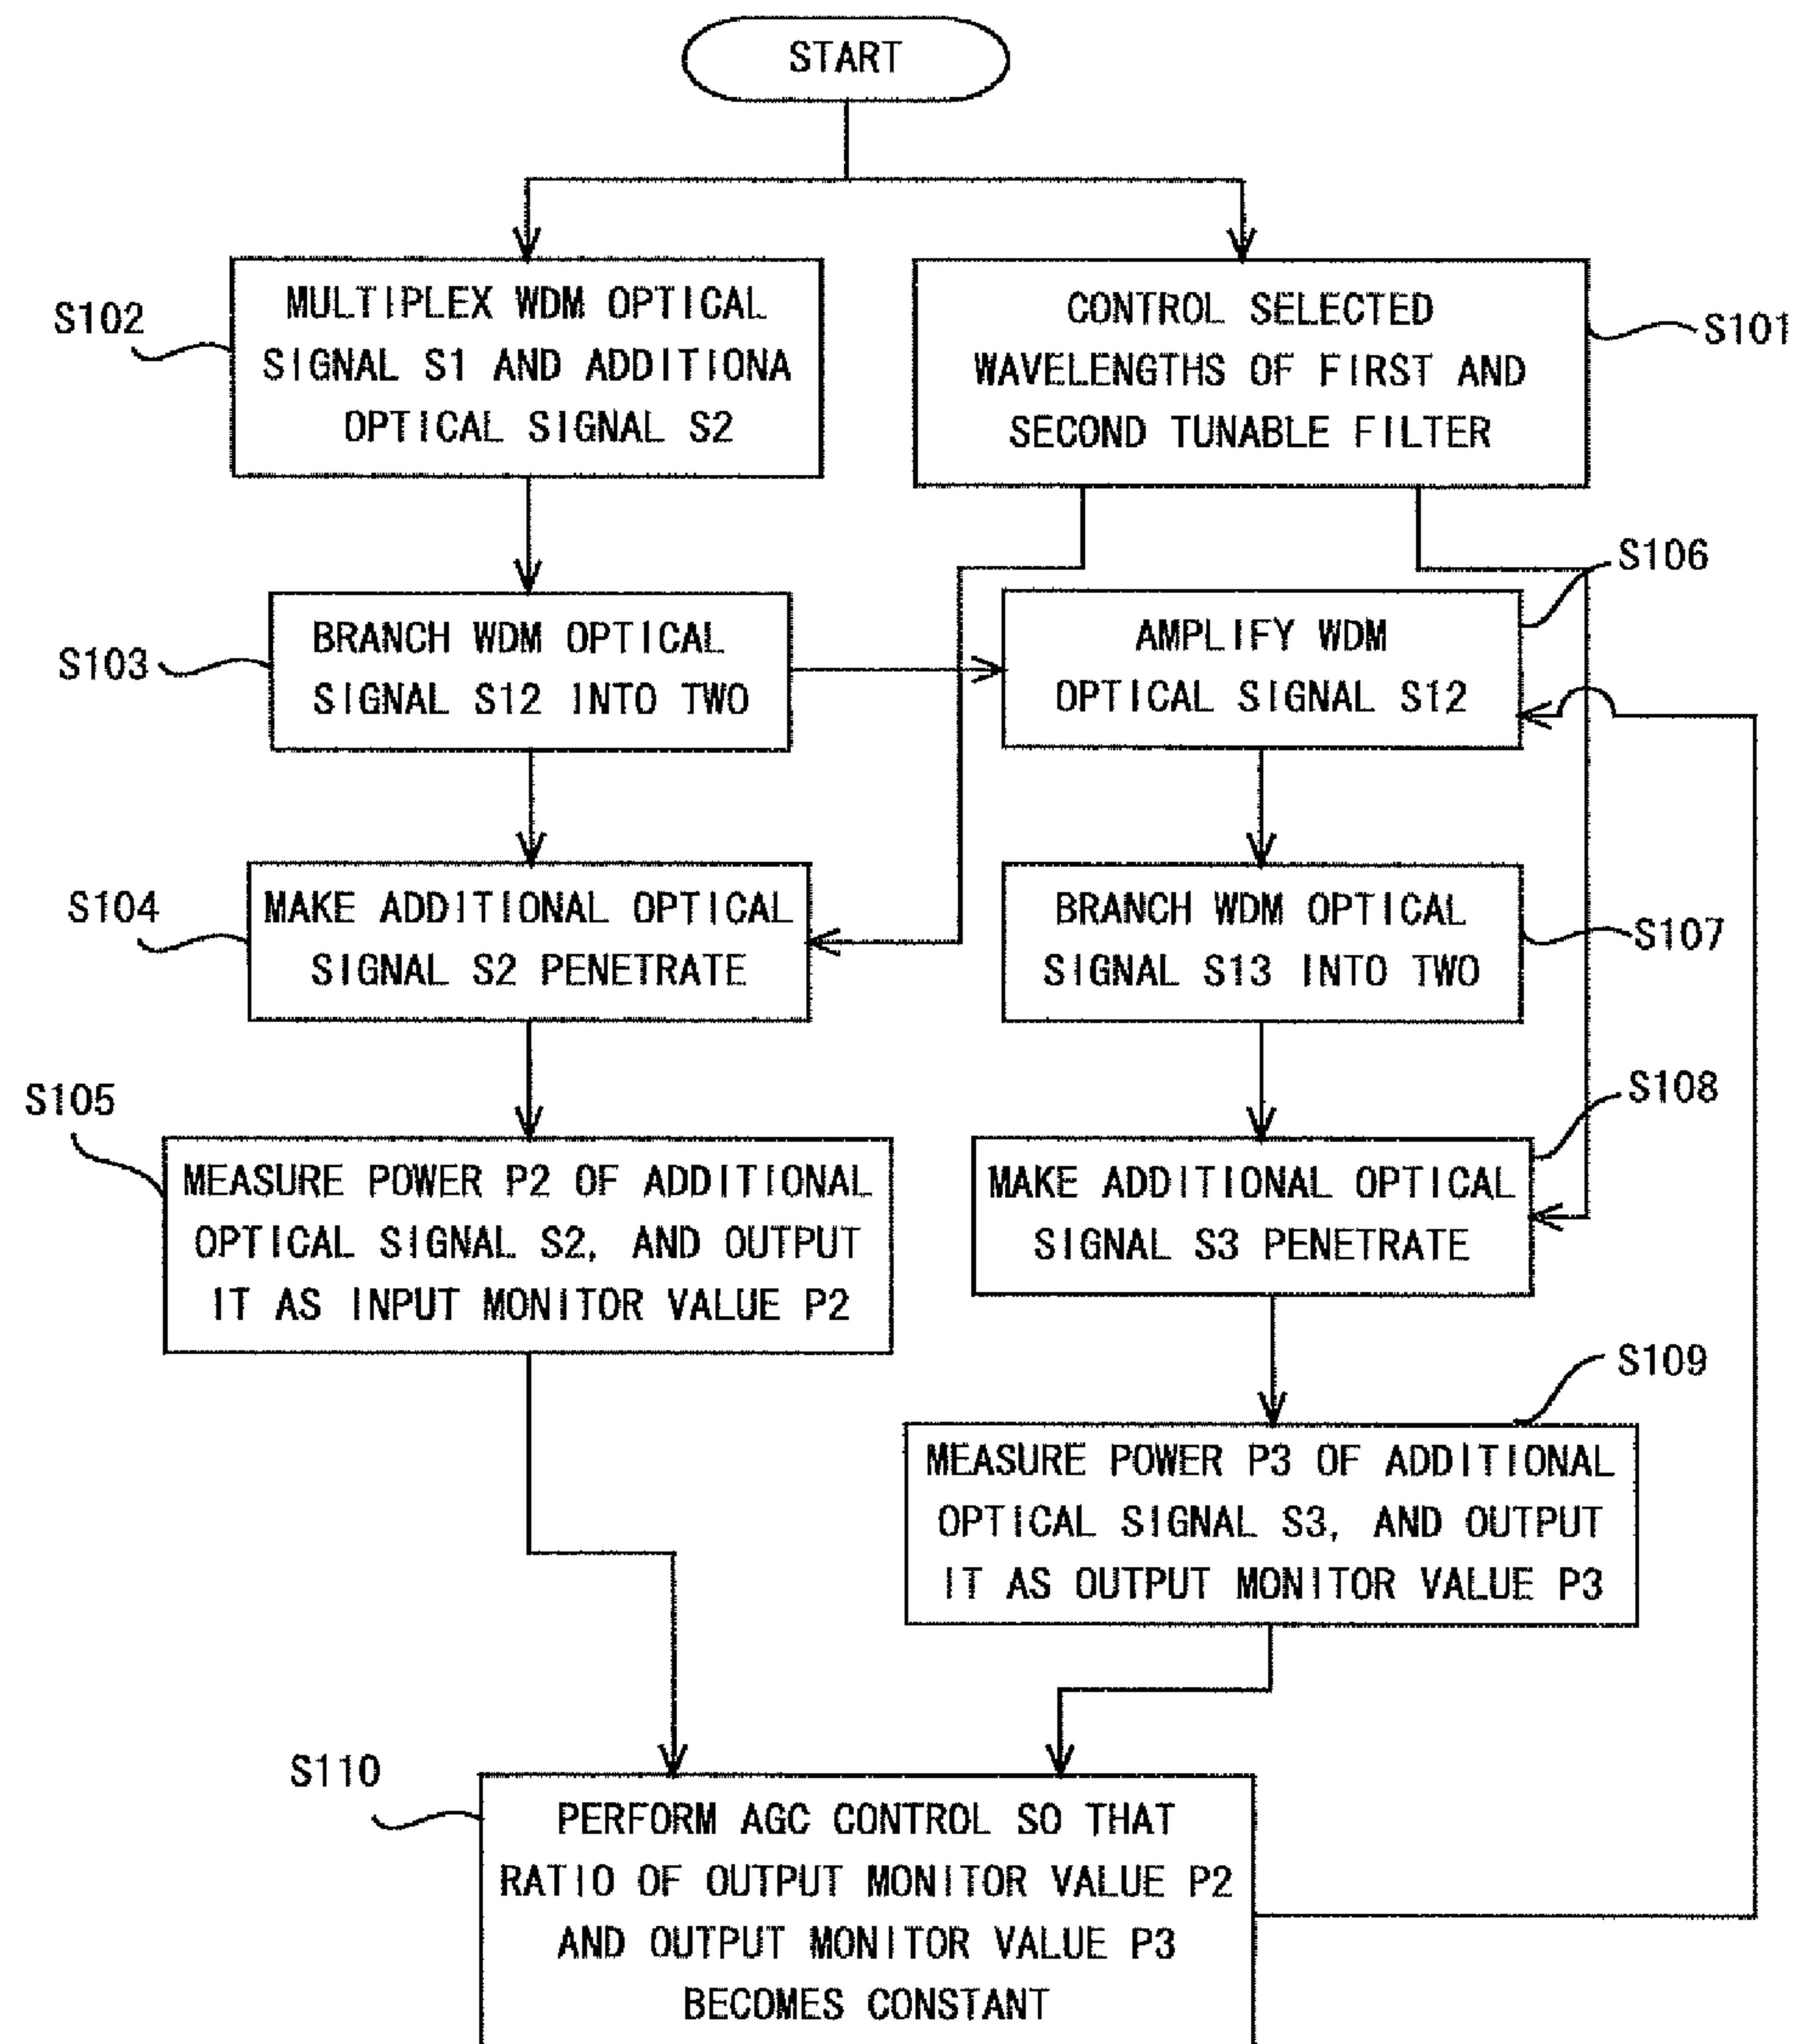 START
S102
MULTIPLEX WDM OPTICAL
SIGNAL S1 AND ADDITIONA
OPTICAL SIGNAL S2
CONTROL SELECTED
WAVELENGTHS OF FIRST AND
SECOND TUNABLE FILTER
S101
S103
BRANCH WDM OPTICAL
SIGNAL S12 INTO TWO
S106
AMPLIFY WDM
OPTICAL SIGNAL S12
S104
MAKE ADDITIONAL OPTICAL
SIGNAL S2 PENETRATE
BRANCH WDM OPTICAL
SIGNAL S13 INTO TWO
S107
S105
MEASURE POWER P2 OF ADDITIONAL
OPTICAL SIGNAL S2, AND OUTPUT
IT AS INPUT MONITOR VALUE P2
S108
MAKE ADDITIONAL OPTICAL
SIGNAL S3 PENETRATE
S109
MEASURE POWER P3 OF ADDITIONAL
OPTICAL SIGNAL S3, AND OUTPUT
IT AS OUTPUT MONITOR VALUE P3
S110
PERFORM AGC CONTROL SO THAT
RATIO OF OUTPUT MONITOR VALUE P2
AND OUTPUT MONITOR VALUE P3
BECOMES CONSTANT